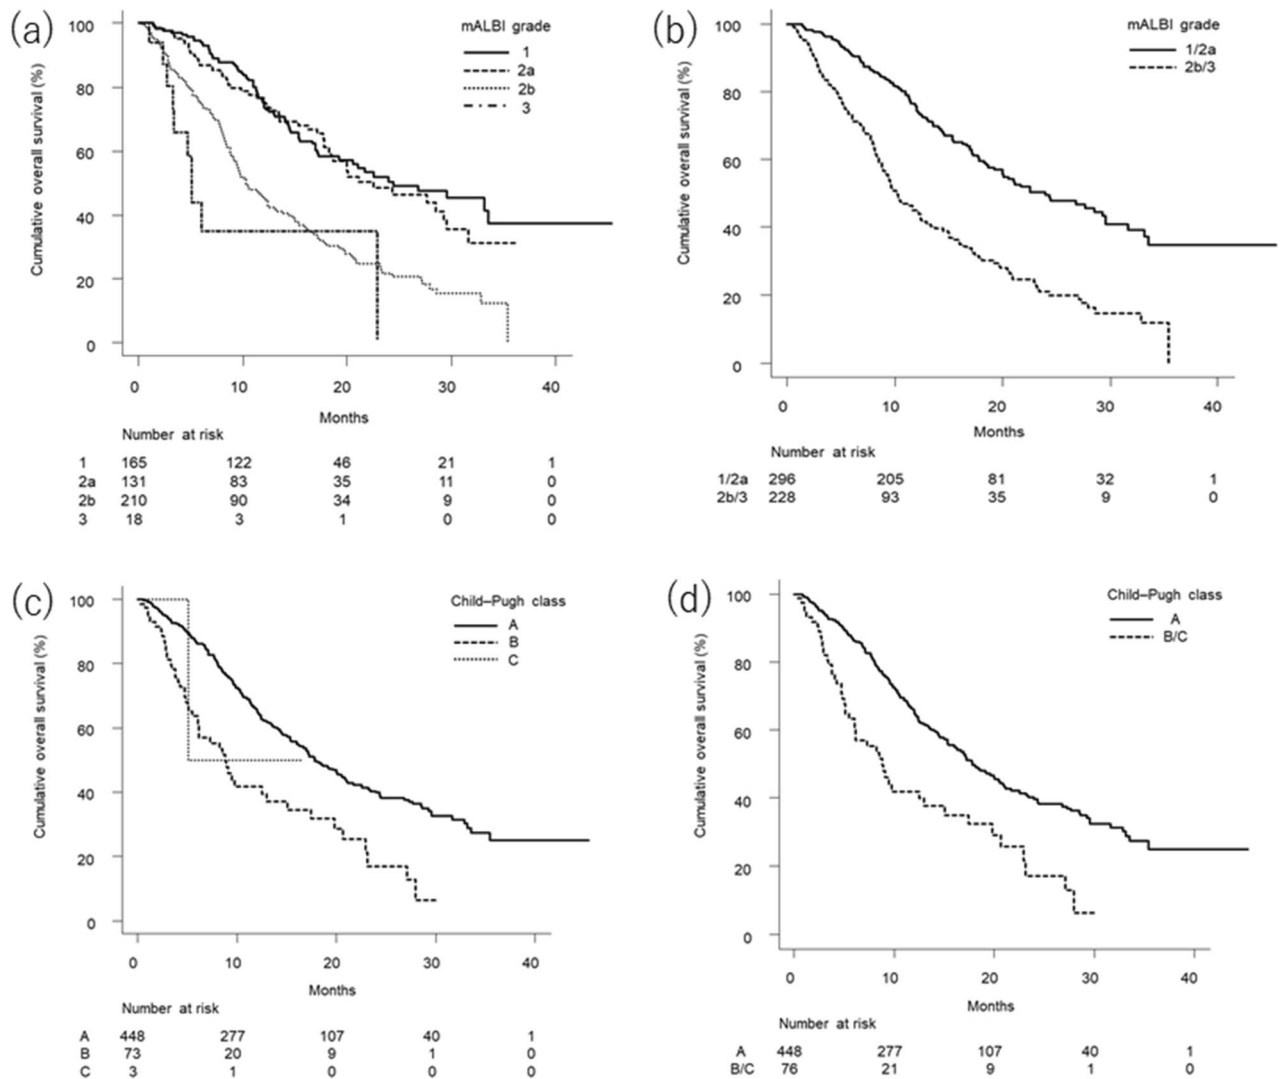 (a)
mALBI grade
1
2a
2b
3
Cumulative overall survival (%)
100
80
60
40
20
0
0 10 20 30 40
Months
Number at risk
1 165 122 46 21 1
2a 131 83 35 11 0
2b 210 90 34 9 0
3 18 3 1 0 0
(b)
mALBI grade
1/2a
2b/3
Cumulative overall survival (%)
100
80
60
40
20
0
0 10 20 30 40
Months
Number at risk
1/2a 296 205 81 32 1
2b/3 228 93 35 9 0
(c)
Child–Pugh class
A
B
C
Cumulative overall survival (%)
100
80
60
40
20
0
0 10 20 30 40
Months
Number at risk
A 448 277 107 40 1
B 73 20 9 1 0
C 3 1 0 0 0
(d)
Child–Pugh class
A
B/C
Cumulative overall survival (%)
100
80
60
40
20
0
0 10 20 30 40
Months
Number at risk
A 448 277 107 40 1
B/C 76 21 9 1 0